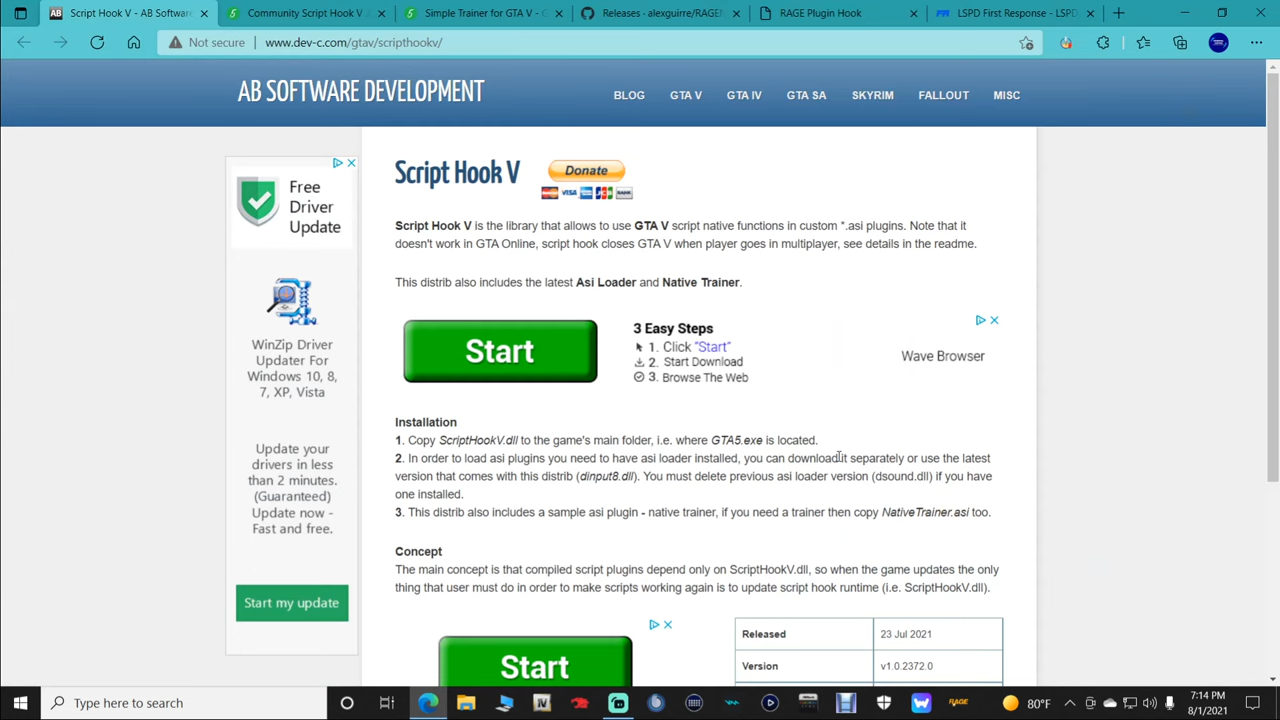 AB Script Hook V - AB Software
Community Script Hook V
Simple Trainer for GTA V - G
Releases · alexguirre/RAGEN
RAGE Plugin Hook
LSPD First Response - LSPD
Not secure
www.dev-c.com/gtav/scripthookv/
AB SOFTWARE DEVELOPMENT
BLOG
GTA V
GTA IV
GTA SA
SKYRIM
FALLOUT
MISC
Free
Driver
Update
WinZip Driver
Updater For
Windows 10, 8,
7, XP, Vista
Update your
drivers in less
than 2 minutes.
(Guaranteed)
Update now -
Fast and free.
Start my update
Script Hook V
Donate
VISA
BANK
Script Hook V is the library that allows to use GTA V script native functions in custom *.asi plugins. Note that it
doesn't work in GTA Online, script hook closes GTA V when player goes in multiplayer, see details in the readme.
This distrib also includes the latest Asi Loader and Native Trainer.
Start
3 Easy Steps
1. Click "Start"
2. Start Download
3. Browse The Web
Wave Browser
Installation
1. Copy ScriptHookV.dll to the game's main folder, i.e. where GTA5.exe is located.
2. In order to load asi plugins you need to have asi loader installed, you can download it separately or use the latest
version that comes with this distrib (dinput8.dll). You must delete previous asi loader version (dsound.dll) if you have
one installed.
3. This distrib also includes a sample asi plugin - native trainer, if you need a trainer then copy NativeTrainer.asi too.
Concept
The main concept is that compiled script plugins depend only on ScriptHookV.dll, so when the game updates the only
thing that user must do in order to make scripts working again is to update script hook runtime (i.e. ScriptHookV.dll).
Start
Released
23 Jul 2021
Version
v1.0.2372.0
Type here to search
IV
RAGE
80°F
7:14 PM
8/1/2021